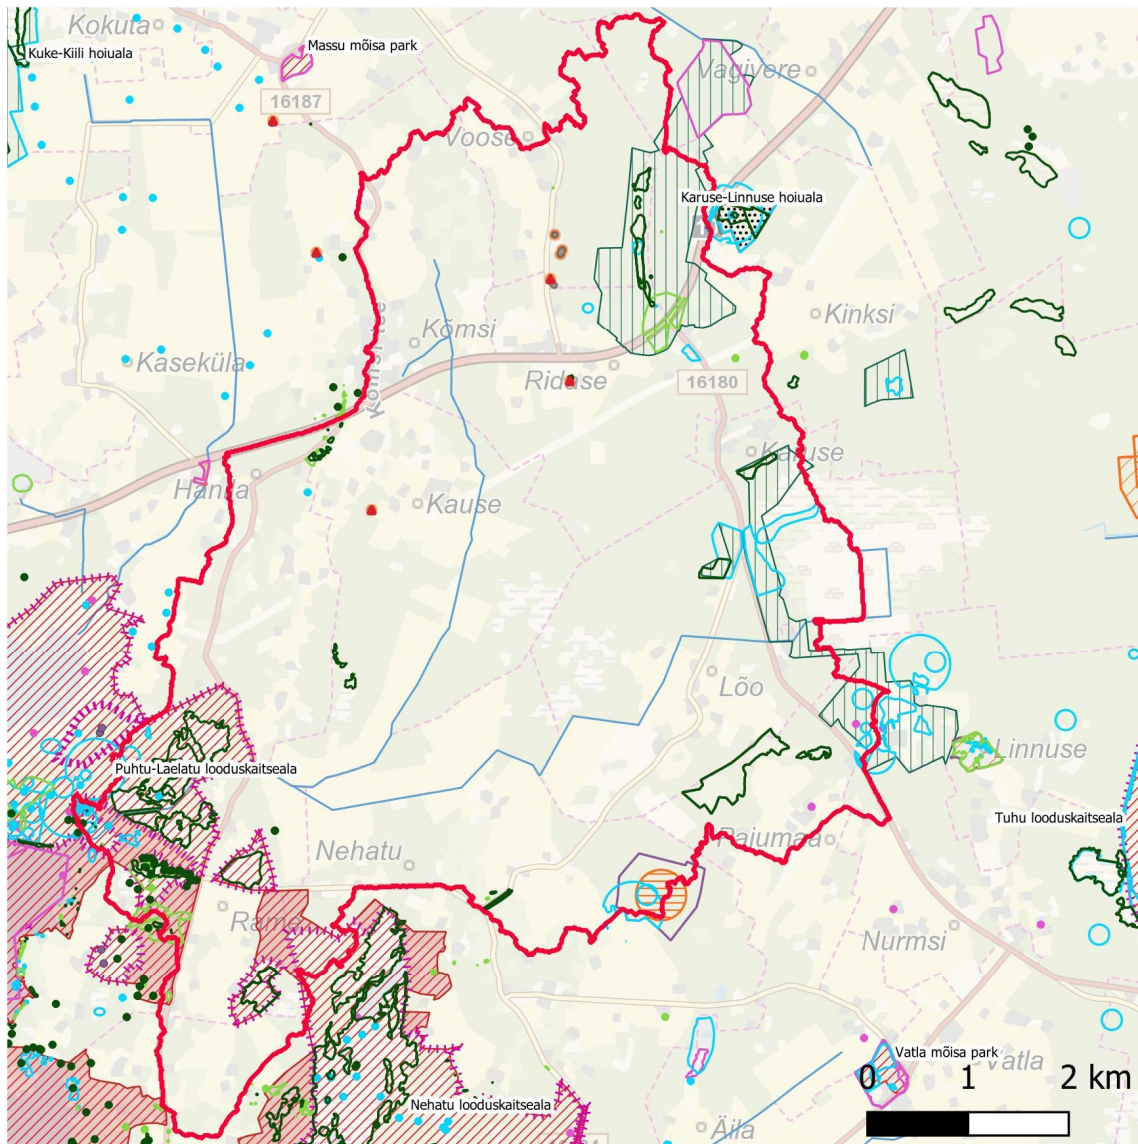 Kokuta
Kuke-Kiili hoiuala
Massu mõisa park
Vagivere
16187
Voose
Karuse-Linnuse hoiuala
Kinksi
Kõmsi
Kaseküla
Ridase
16180
Karuse
Hanila
Kause
Lõo
Linnuse
Puhtu-Laelatu looduskaitseala
Tuhu looduskaitseala
Nehatu
Pajumaa
Rame
Nurmsi
Vatla mõisa park
Vatla
0 1 2 km
Nehatu looduskaitseala
Äila